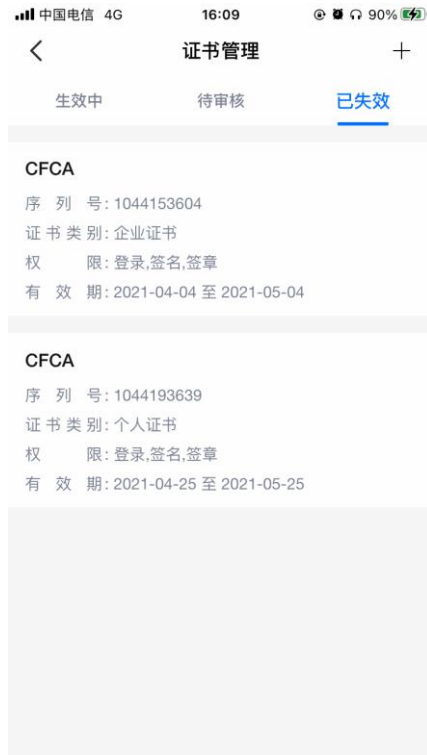 中国电信 4G 16:09 90%
证书管理
生效中 待审核 已失效
CFCA
序列号:1044153604
证书类别:企业证书
权限:登录,签名,签章
有效期:2021-04-04 至 2021-05-04
CFCA
序列号:1044193639
证书类别:个人证书
权限:登录,签名,签章
有效期:2021-04-25 至 2021-05-25